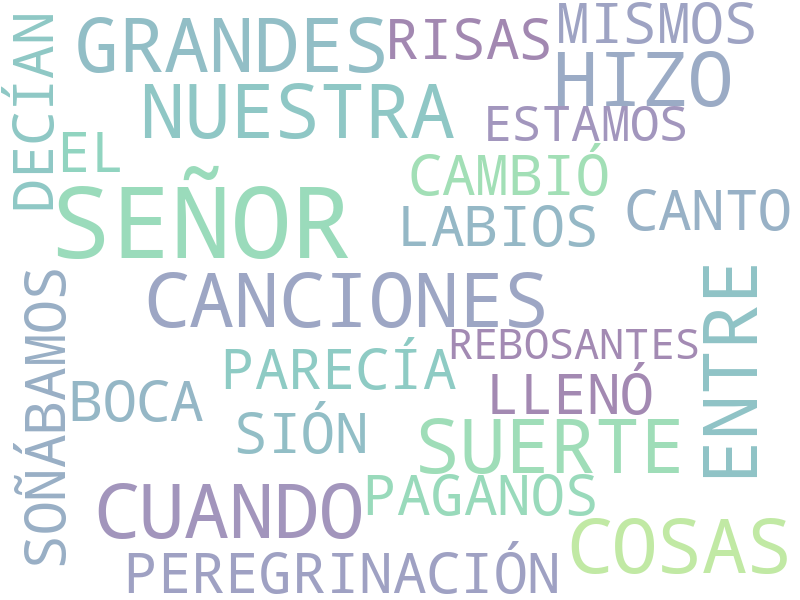 GRANDES
RISAS
MISMOS
DECÍAN
NUESTRA
HIZO
ESTAMOS
EL
CAMBIÓ
SEÑOR
LABIOS
CANTO
CANCIONES
ENTRE
SOÑÁBAMOS
REBOSANTES
PARECÍA
BOCA
LLENÓ
SIÓN
SUERTE
CUANDO
PAGANOS
COSAS
PEREGRINACIÓN